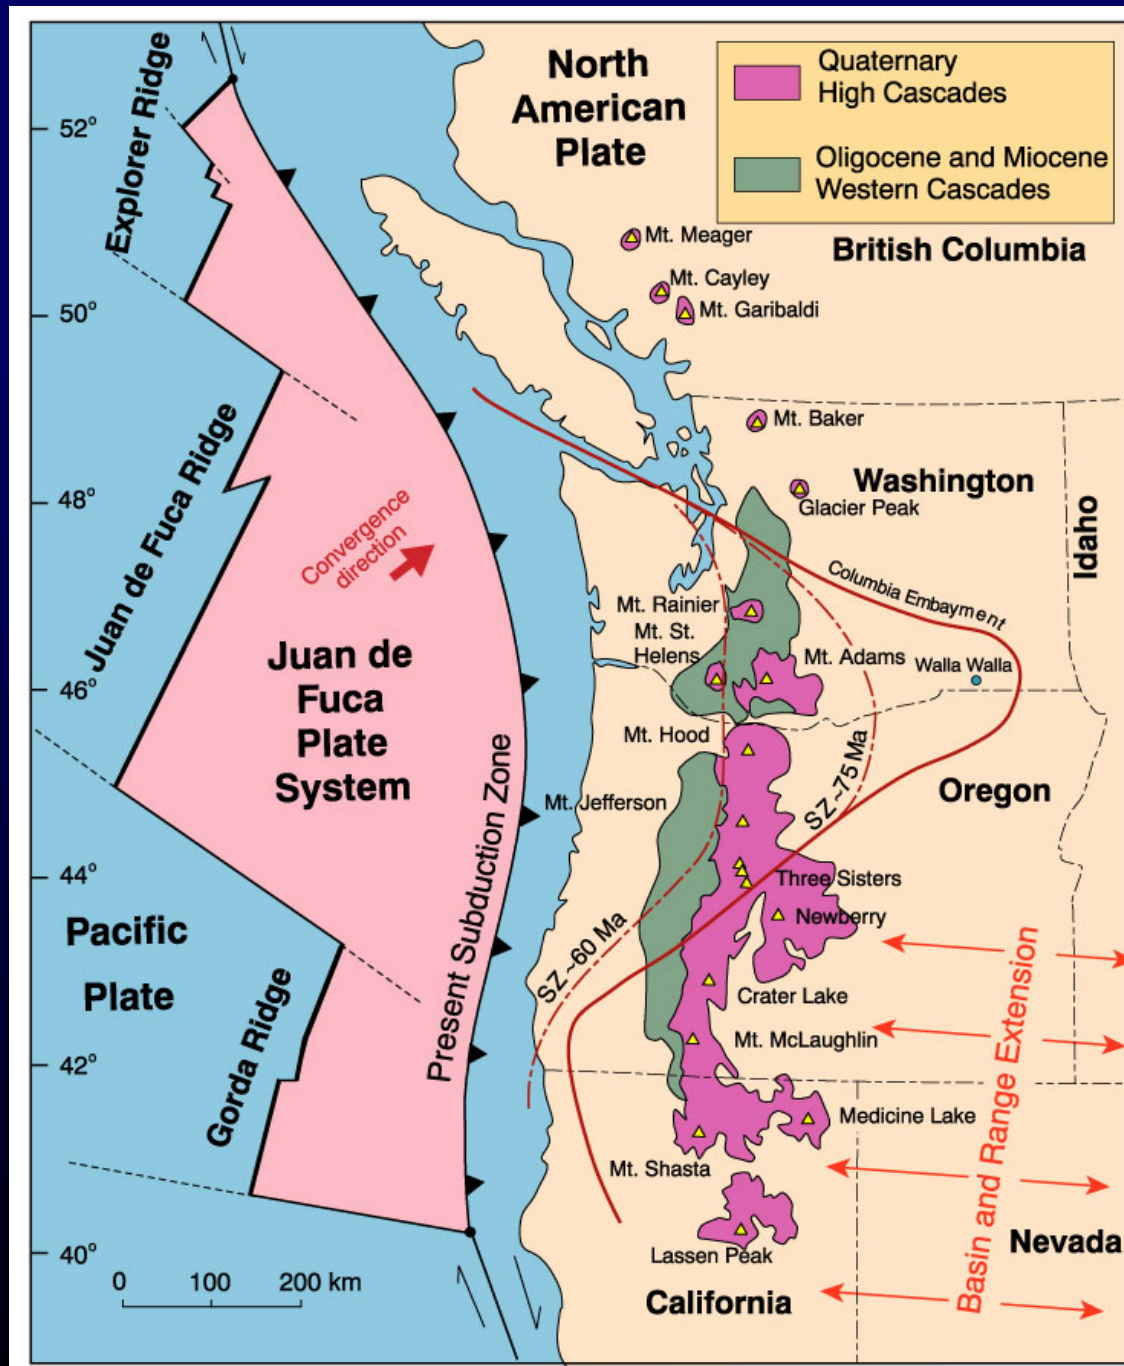 North
American
Plate
Quaternary
High Cascades
Oligocene and Miocene
Western Cascades
Explorer Ridge
52°
Mt. Meager
British Columbia
Mt. Cayley
Mt. Garibaldi
50°
Mt. Baker
Juan de Fuca Ridge
48°
Washington
Glacier Peak
Idaho
Convergence
direction
Columbia Embayment
Mt. Rainier
Mt. St.
Helens
Mt. Adams
Walla Walla
46°
Juan de
Fuca
Plate
System
Mt. Hood
SZ ~75 Ma
Oregon
Mt. Jefferson
Present Subduction Zone
44°
Three Sisters
Newberry
Pacific
Plate
SZ ~60 Ma
Crater Lake
Mt. McLaughlin
Gorda Ridge
42°
Basin and Range Extension
Medicine Lake
Mt. Shasta
40°
Lassen Peak
Nevada
0 100 200 km
California